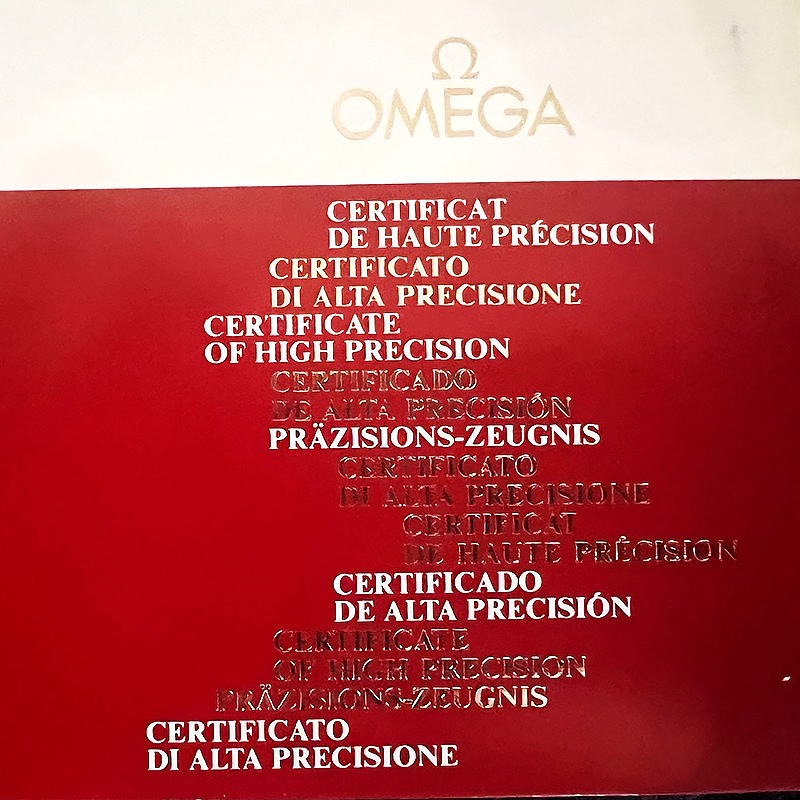 Ω
OMEGA
CERTIFICAT
DE HAUTE PRÉCISION
CERTIFICATO
DI ALTA PRECISIONE
CERTIFICATE
OF HIGH PRECISION
CERTIFICADO
DE ALTA PRECISIÓN
PRÄZISIONS-ZEUGNIS
CERTIFICATO
DI ALTA PRECISIONE
CERTIFICAT
DE HAUTE PRÉCISION
CERTIFICADO
DE ALTA PRECISIÓN
CERTIFICATE
OF HIGH PRECISION
PRÄZISIONS-ZEUGNIS
CERTIFICATO
DI ALTA PRECISIONE